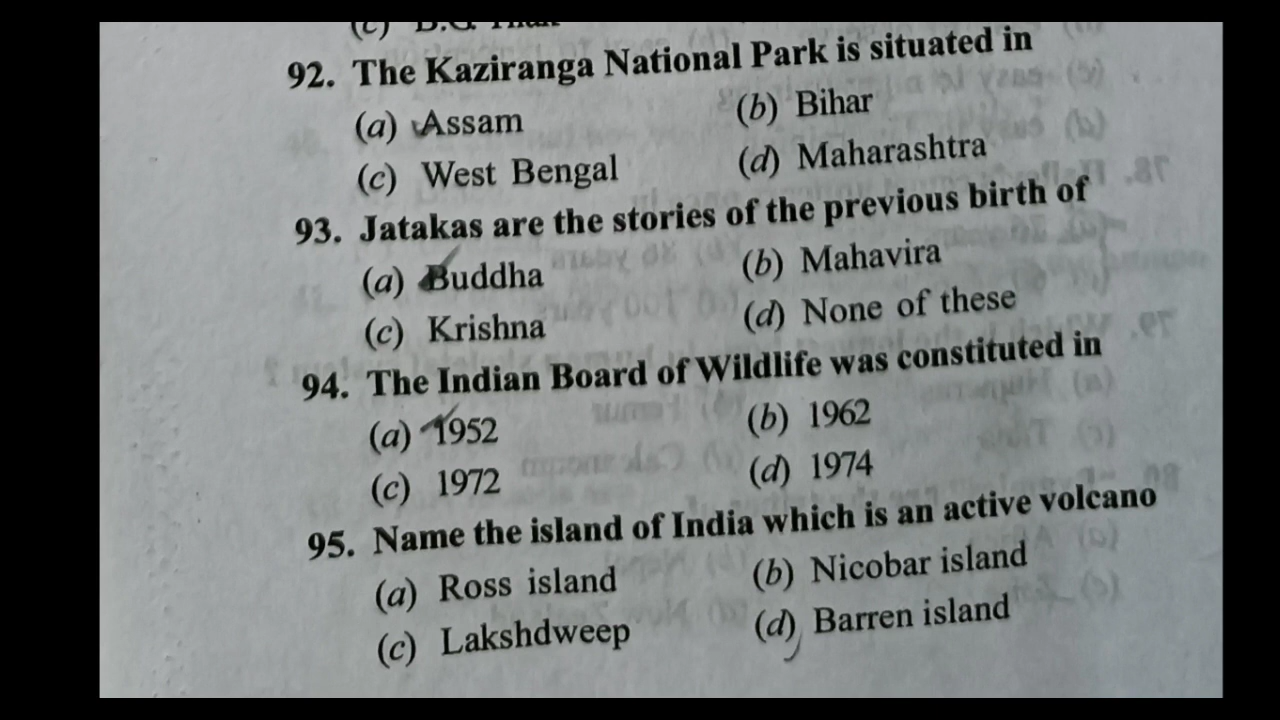 92. The Kaziranga National Park is situated in
(a) Assam (b) Bihar
(c) West Bengal (d) Maharashtra
93. Jatakas are the stories of the previous birth of
(a) Buddha (b) Mahavira
(c) Krishna (d) None of these
94. The Indian Board of Wildlife was constituted in
(a) 1952 (b) 1962
(c) 1972 (d) 1974
95. Name the island of India which is an active volcano
(a) Ross island (b) Nicobar island
(c) Lakshdweep (d) Barren island